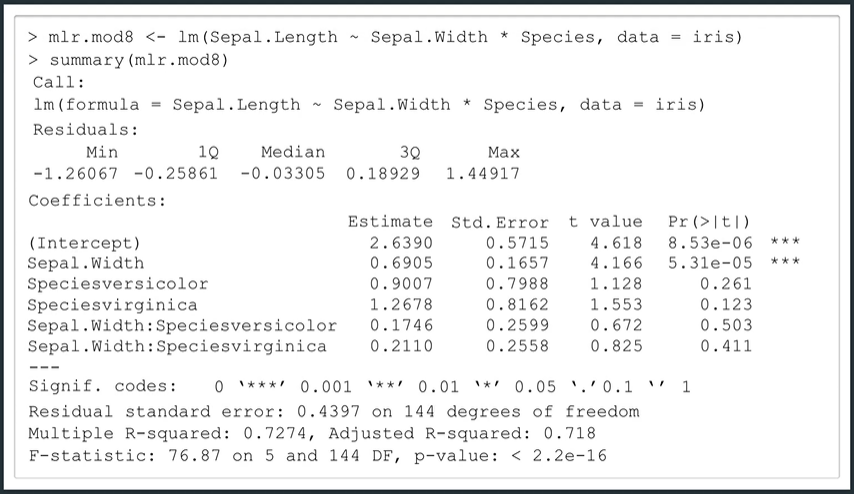 > mlr.mod8 <- lm(Sepal.Length ~ Sepal.Width * Species, data = iris)
> summary(mlr.mod8)
Call:
lm(formula = Sepal.Length ~ Sepal.Width * Species, data = iris)
Residuals:
Min 1Q Median 3Q Max
-1.26067 -0.25861 -0.03305 0.18929 1.44917
Coefficients:
Estimate Std.Error t value Pr(>|t|)
(Intercept) 2.6390 0.5715 4.618 8.53e-06 ***
Sepal.Width 0.6905 0.1657 4.166 5.31e-05 ***
Speciesversicolor 0.9007 0.7988 1.128 0.261
Speciesvirginica 1.2678 0.8162 1.553 0.123
Sepal.Width:Speciesversicolor 0.1746 0.2599 0.672 0.503
Sepal.Width:Speciesvirginica 0.2110 0.2558 0.825 0.411
---
Signif. codes: 0 ‘***’ 0.001 ‘**’ 0.01 ‘*’ 0.05 ‘.’ 0.1 ‘’ 1
Residual standard error: 0.4397 on 144 degrees of freedom
Multiple R-squared: 0.7274, Adjusted R-squared: 0.718
F-statistic: 76.87 on 5 and 144 DF, p-value: < 2.2e-16